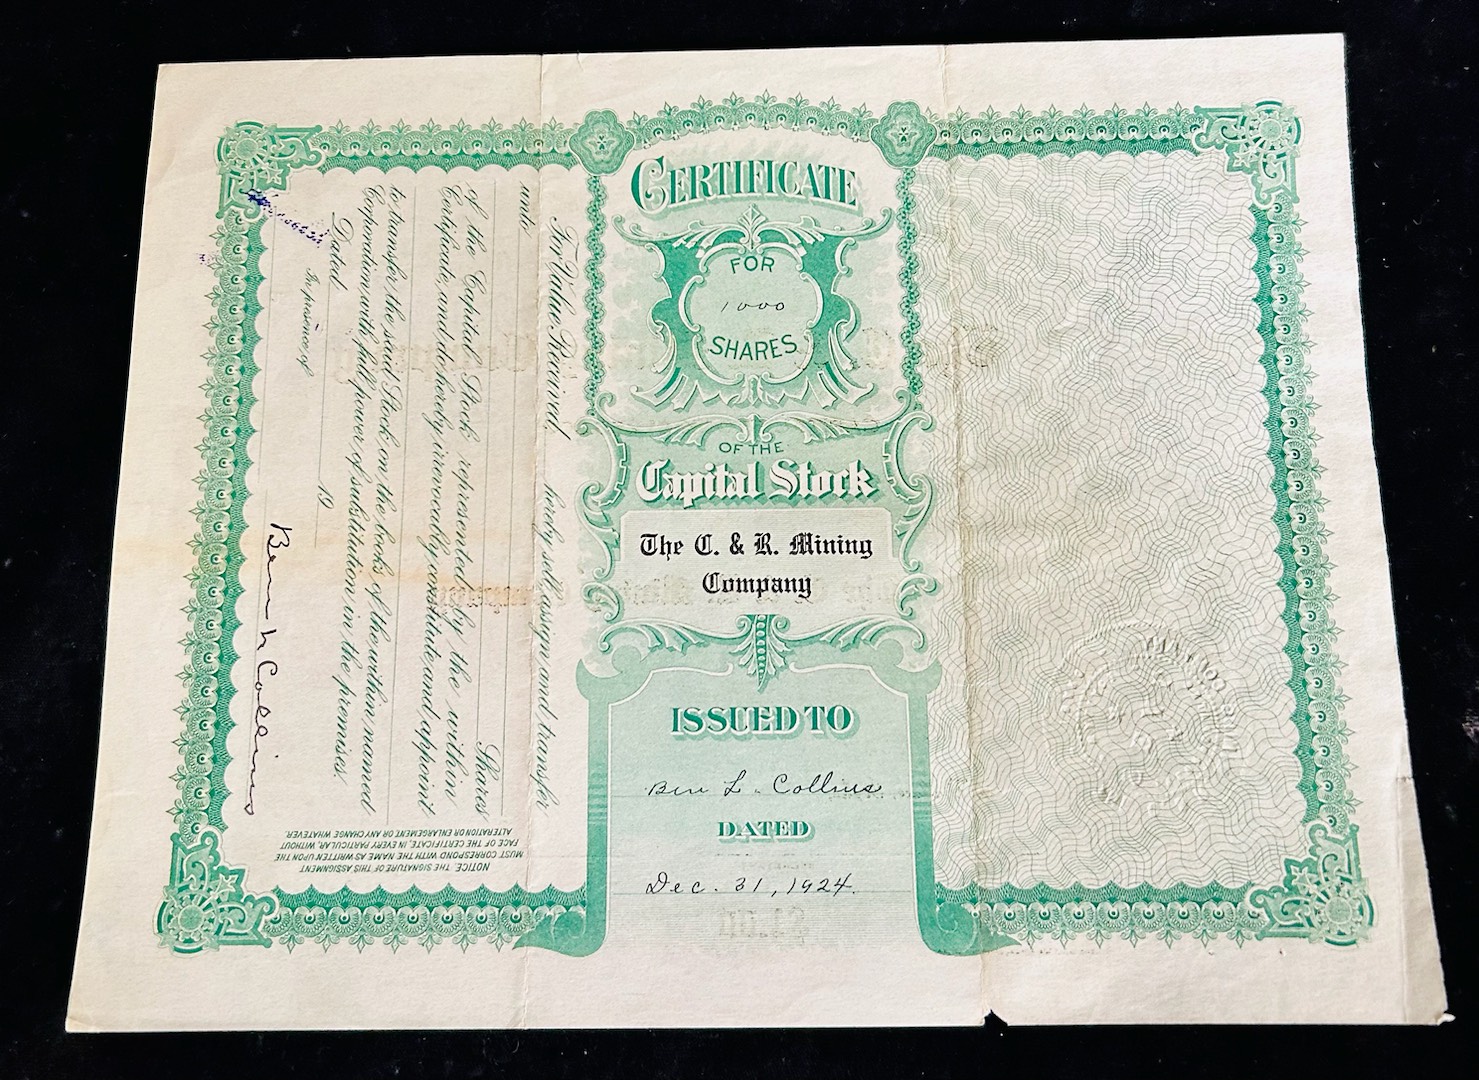 CERTIFICATE
FOR
1000
SHARES
OF THE
Capital Stock
The C. & R. Mining
Company
ISSUED TO
Ben L. Collins
DATED
Dec. 31, 1924.
For Value Received, hereby sell, assign and transfer
unto
Shares
of the Capital Stock represented by the within
Certificate, and do hereby irrevocably constitute and appoint
to transfer the said Stock on the books of the within named
Corporation with full power of substitution in the premises.
Dated 19
In presence of
Ben L Collins
NOTICE. THE SIGNATURE OF THIS ASSIGNMENT
MUST CORRESPOND WITH THE NAME AS WRITTEN UPON THE
FACE OF THE CERTIFICATE, IN EVERY PARTICULAR, WITHOUT
ALTERATION OR ENLARGEMENT OR ANY CHANGE WHATEVER.